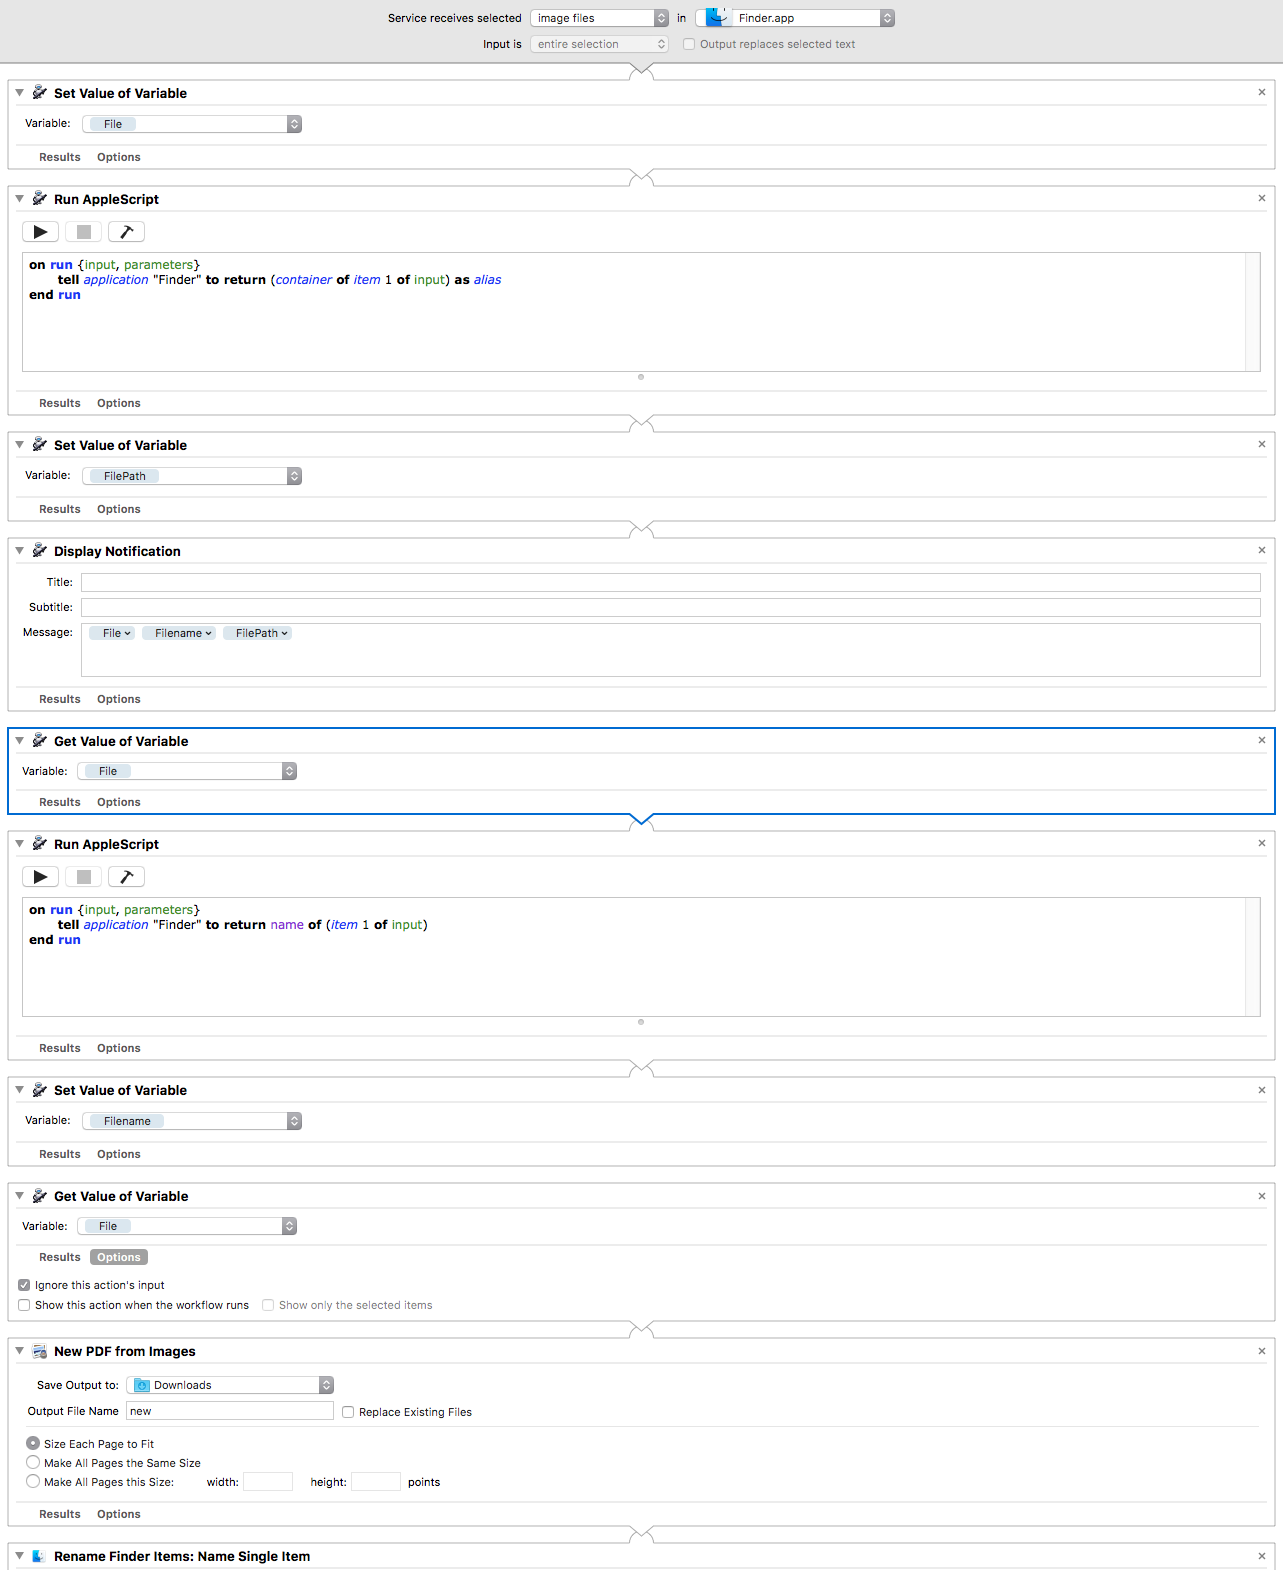 Service receives selected image files in Finder.app
Input is entire selection Output replaces selected text
Set Value of Variable
Variable: File
Results Options
Run AppleScript
on run {input, parameters}
tell application "Finder" to return (container of item 1 of input) as alias
end run
Results Options
Set Value of Variable
Variable: FilePath
Results Options
Display Notification
Title:
Subtitle:
Message: File Filename FilePath
Results Options
Get Value of Variable
Variable: File
Results Options
Run AppleScript
on run {input, parameters}
tell application "Finder" to return name of (item 1 of input)
end run
Results Options
Set Value of Variable
Variable: Filename
Results Options
Get Value of Variable
Variable: File
Results Options
Ignore this action's input
Show this action when the workflow runs Show only the selected items
New PDF from Images
Save Output to: Downloads
Output File Name new Replace Existing Files
Size Each Page to Fit
Make All Pages the Same Size
Make All Pages this Size: width: height: points
Results Options
Rename Finder Items: Name Single Item